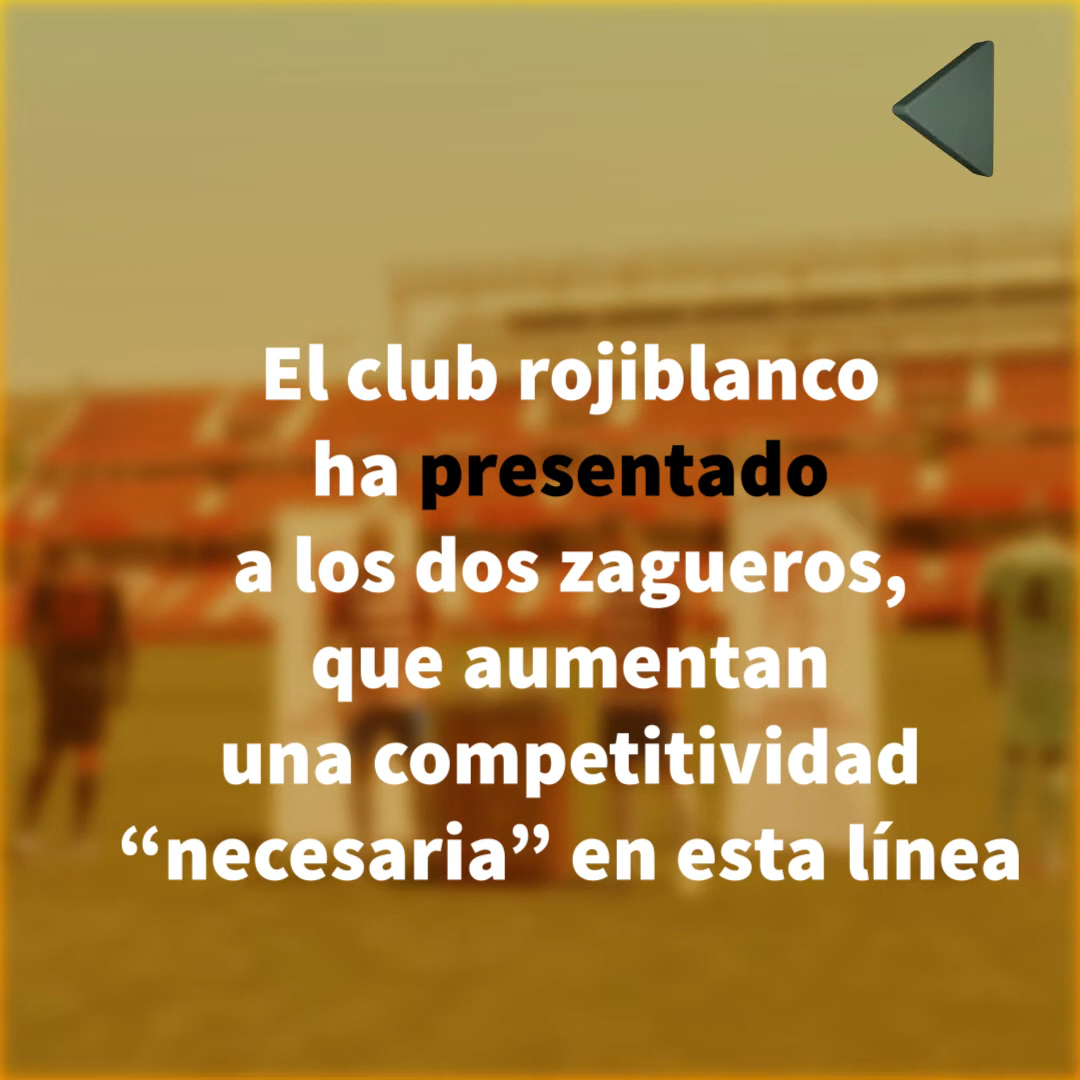 El club rojiblanco
ha presentado
a los dos zagueros,
que aumentan
una competitividad
“necesaria” en esta línea